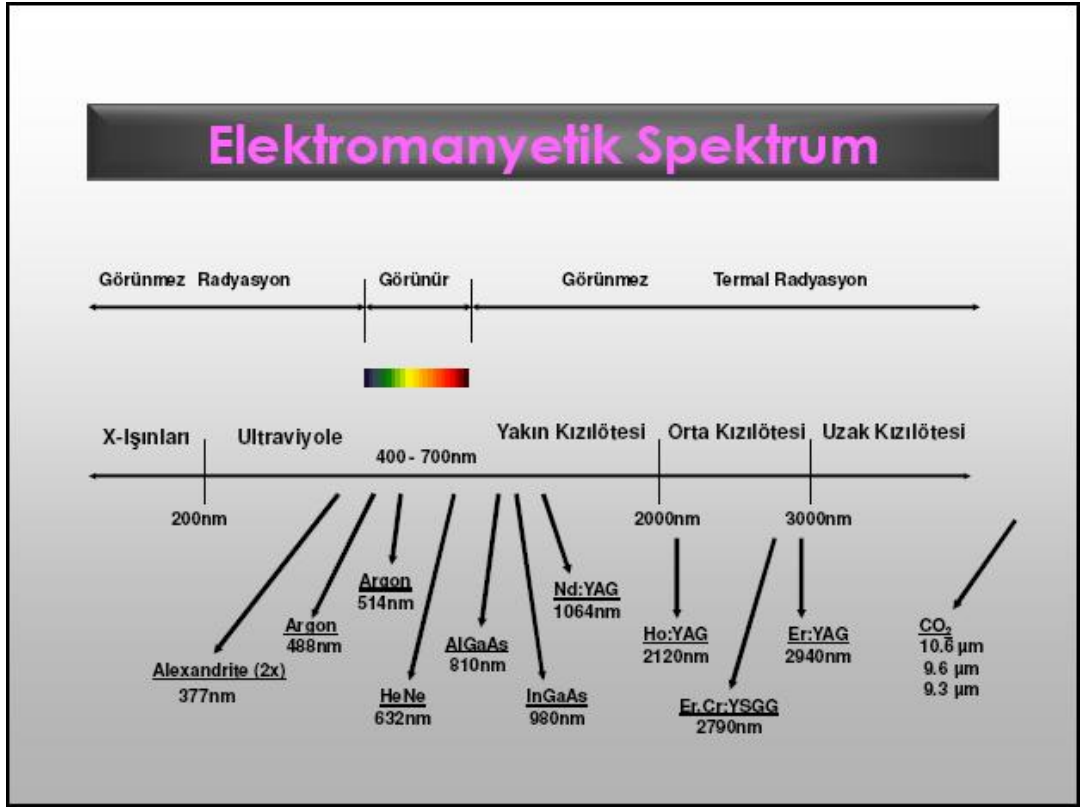 Elektromanyetik Spektrum
Görünmez Radyasyon
Görünür
Görünmez
Termal Radyasyon
X-Işınları
Ultraviyole
400 - 700nm
Yakın Kızılötesi
Orta Kızılötesi
Uzak Kızılötesi
200nm
2000nm
3000nm
Alexandrite (2x)
377nm
Argon
488nm
Argon
514nm
HeNe
632nm
AlGaAs
810nm
InGaAs
980nm
Nd:YAG
1064nm
Ho:YAG
2120nm
Er.Cr:YSGG
2790nm
Er:YAG
2940nm
CO₂
10.6 µm
9.6 µm
9.3 µm